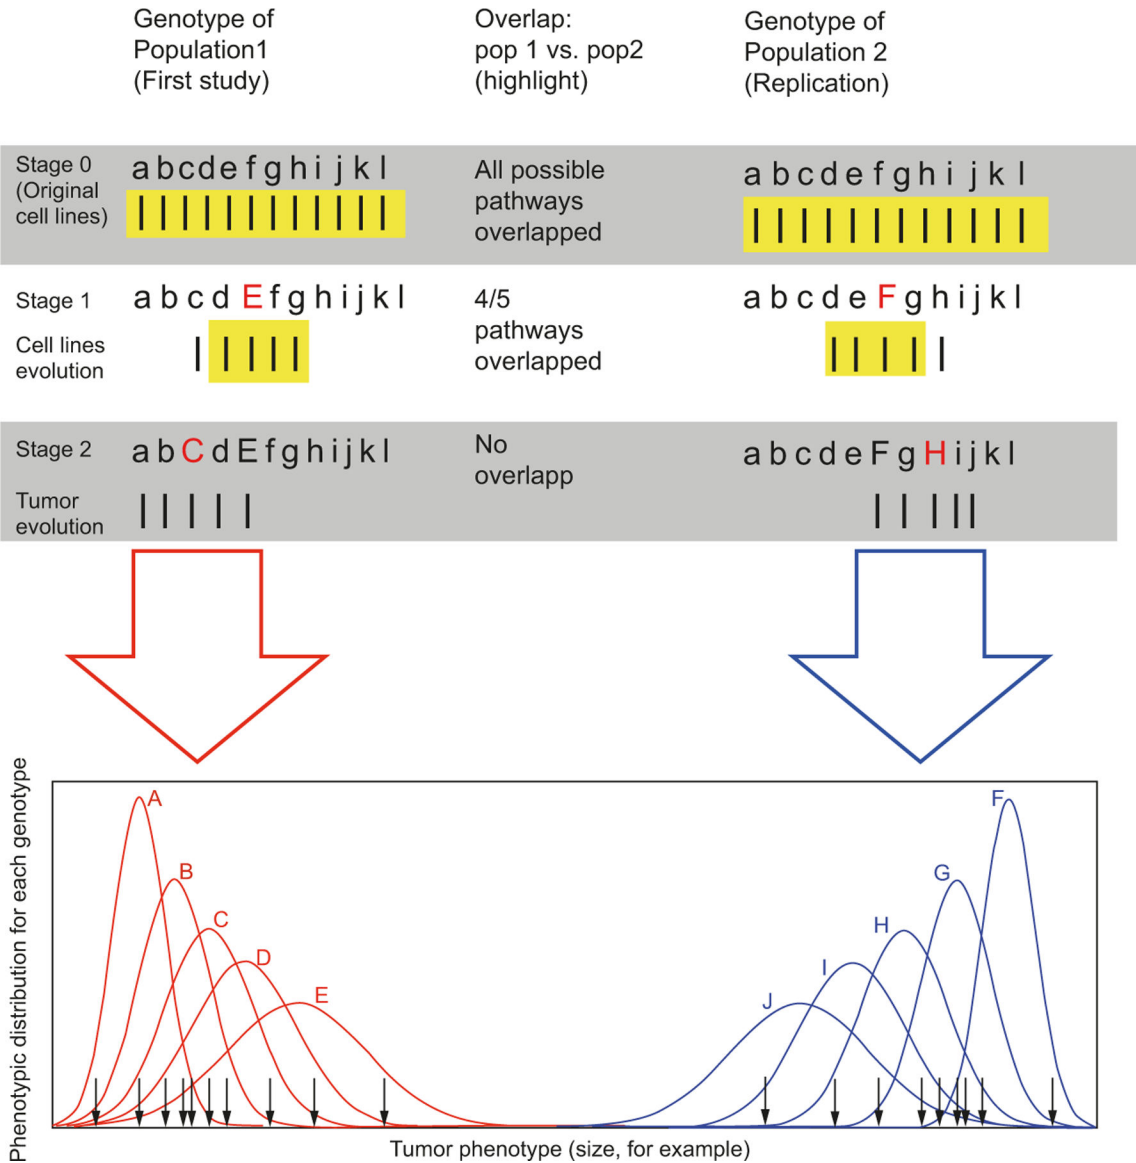 Genotype of
Population1
(First study)
Overlap:
pop 1 vs. pop2
(highlight)
Genotype of
Population 2
(Replication)
Stage 0
(Original
cell lines)
a b c d e f g h i j k l
All possible
pathways
overlapped
a b c d e f g h i j k l
Stage 1
Cell lines
evolution
a b c d E f g h i j k l
4/5
pathways
overlapped
a b c d e F g h i j k l
Stage 2
Tumor
evolution
a b C d E f g h i j k l
No
overlapp
a b c d e F g H i j k l
Phenotypic distribution for each genotype
A
B
C
D
E
F
G
H
I
J
Tumor phenotype (size, for example)